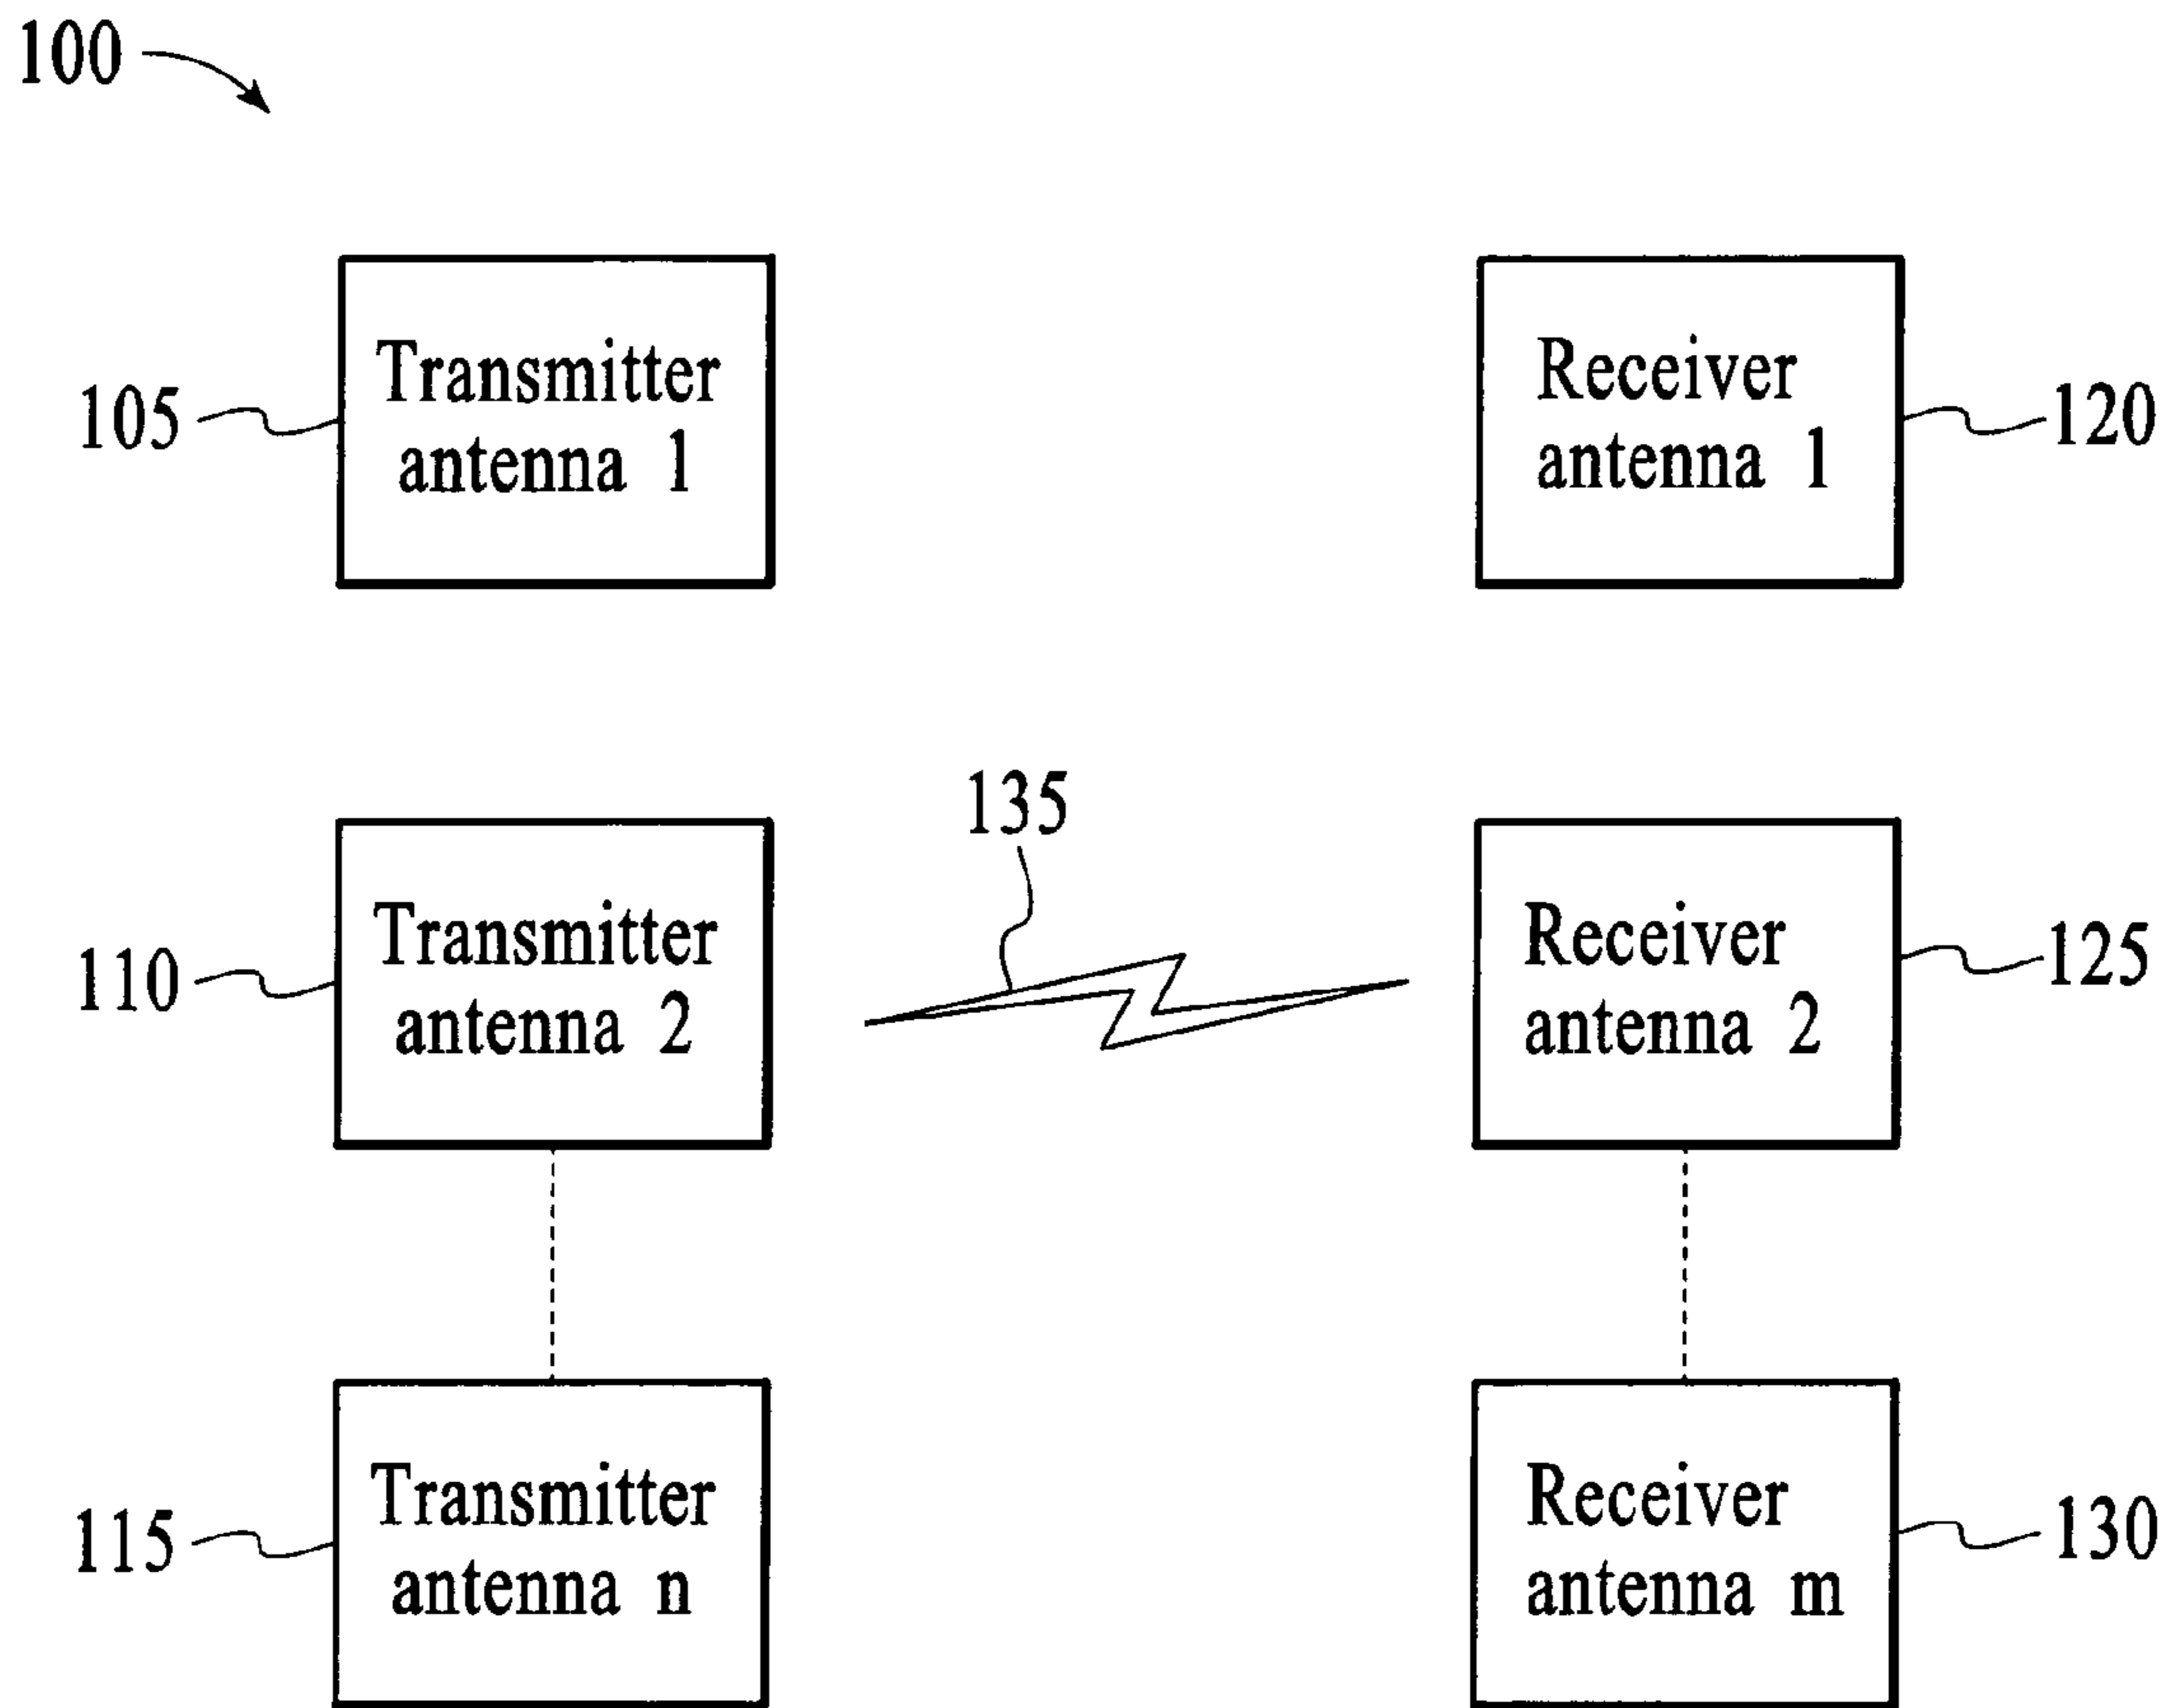 100
Transmitter
antenna 1
105
Receiver
antenna 1
120
135
Transmitter
antenna 2
110
Receiver
antenna 2
125
Transmitter
antenna n
115
Receiver
antenna m
130